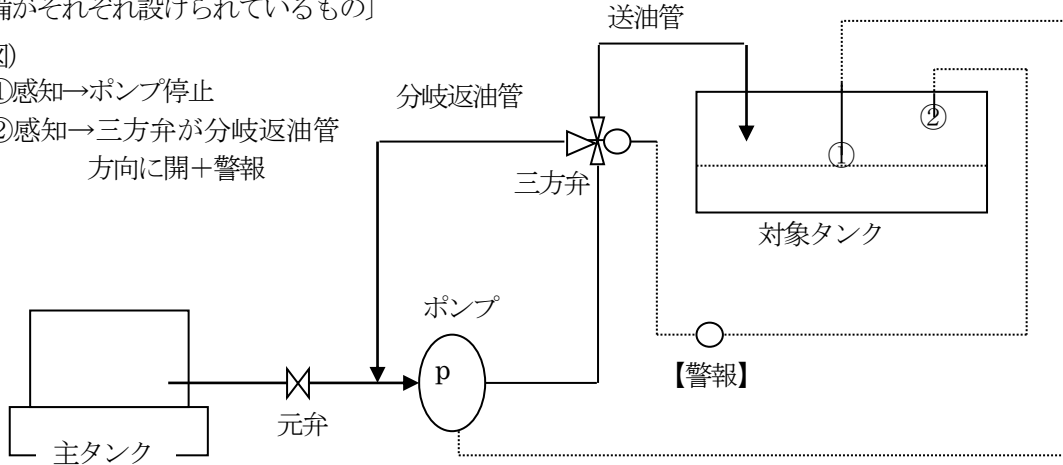 備がそれぞれ設けられているもの〕
図)
①感知→ポンプ停止
②感知→三方弁が分岐返油管
方向に開+警報
送油管
分岐返油管
②
①
三方弁
対象タンク
ポンプ
p
【警報】
元弁
主タンク